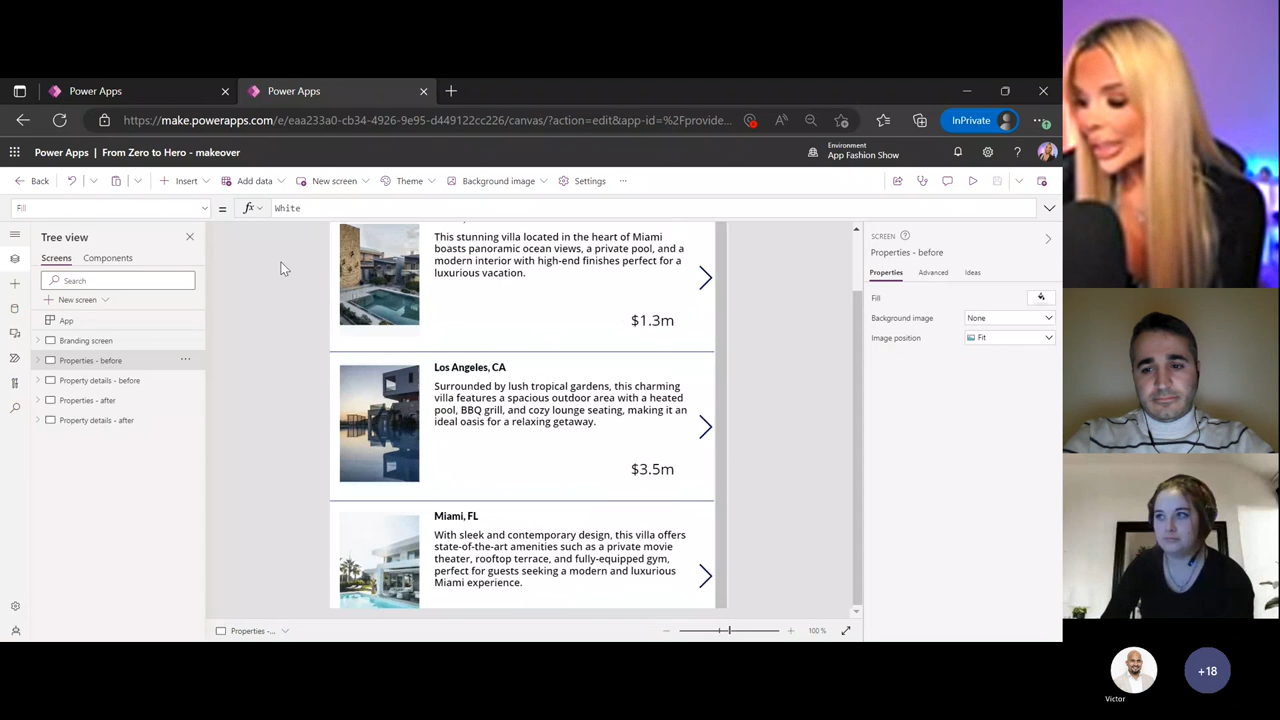 Power Apps
Power Apps
https://make.powerapps.com/e/eaa233a0-cb34-4926-9e95-d449122cc226/canvas/?action=edit&app-id=%2Fprovide...
InPrivate
Power Apps | From Zero to Hero - makeover
Environment
App Fashion Show
Back
Insert
Add data
New screen
Theme
Background image
Settings
Fill
= fx White
Tree view
Screens
Components
Search
New screen
App
Branding screen
Properties - before
Property details - before
Properties - after
Property details - after
This stunning villa located in the heart of Miami
boasts panoramic ocean views, a private pool, and a
modern interior with high-end finishes perfect for a
luxurious vacation.
$1.3m
Los Angeles, CA
Surrounded by lush tropical gardens, this charming
villa features a spacious outdoor area with a heated
pool, BBQ grill, and cozy lounge seating, making it an
ideal oasis for a relaxing getaway.
$3.5m
Miami, FL
With sleek and contemporary design, this villa offers
state-of-the-art amenities such as a private movie
theater, rooftop terrace, and fully-equipped gym,
perfect for guests seeking a modern and luxurious
Miami experience.
SCREEN
Properties - before
Properties
Advanced
Ideas
Fill
Background image
None
Image position
Fit
Properties -...
100 %
Victor
+18